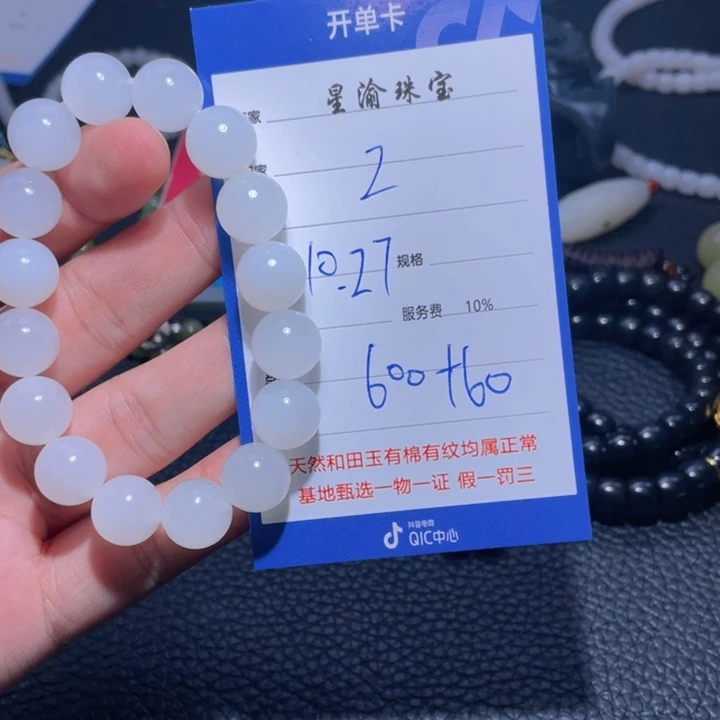 开单卡
家 星渝珠宝
家 2
10.27 规格
服务费 10%
600+60
天然和田玉有棉有纹均属正常
基地甄选一物一证 假一罚三
抖音电商
QIC中心